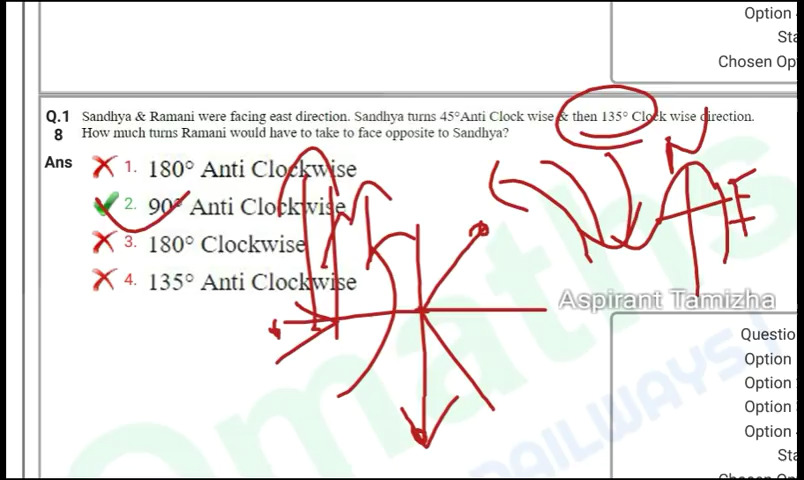 Option
Sta
Chosen Op
Q.1 Sandhya & Ramani were facing east direction. Sandhya turns 45°Anti Clock wise & then 135° Clock wise direction.
8 How much turns Ramani would have to take to face opposite to Sandhya?
Ans 1. 180° Anti Clockwise
2. 90° Anti Clockwise
3. 180° Clockwise
4. 135° Anti Clockwise
N
E
Aspirant Tamizha
Questio
Option
Option
Option
Option
Sta
Chosen Op
maths
RAILWAYS